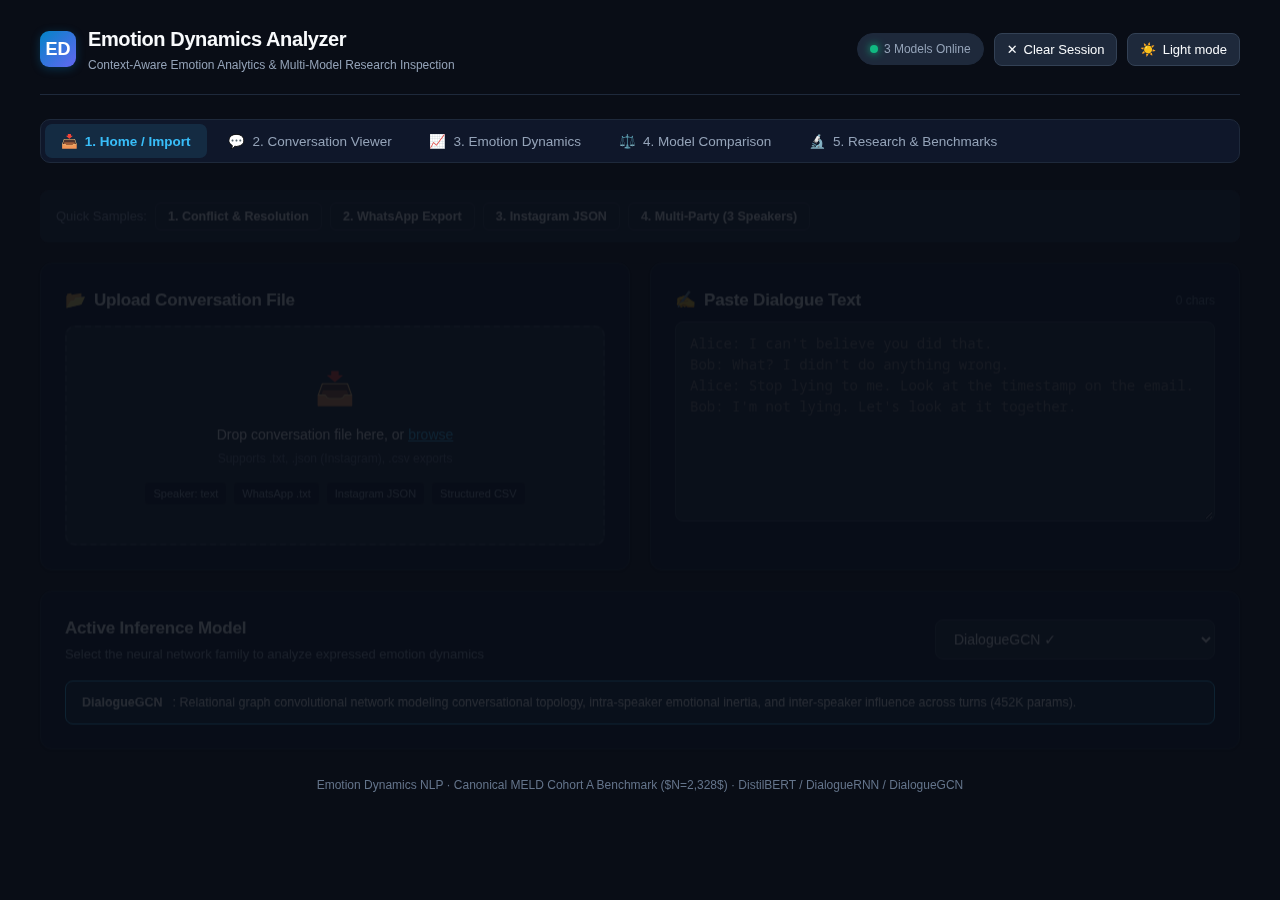 ED
Emotion Dynamics Analyzer
Context-Aware Emotion Analytics & Multi-Model Research Inspection
3 Models Online
✕ Clear Session
☀️ Light mode
📥 1. Home / Import
💬 2. Conversation Viewer
📈 3. Emotion Dynamics
⚖️ 4. Model Comparison
🔬 5. Research & Benchmarks
Quick Samples:
1. Conflict & Resolution
2. WhatsApp Export
3. Instagram JSON
4. Multi-Party (3 Speakers)
📂 Upload Conversation File
Drop conversation file here, or browse
Supports .txt, .json (Instagram), .csv exports
Speaker: text
WhatsApp .txt
Instagram JSON
Structured CSV
✍️ Paste Dialogue Text
0 chars
Alice: I can't believe you did that.
Bob: What? I didn't do anything wrong.
Alice: Stop lying to me. Look at the timestamp on the email.
Bob: I'm not lying. Let's look at it together.
Active Inference Model
Select the neural network family to analyze expressed emotion dynamics
DialogueGCN ✓
DialogueGCN : Relational graph convolutional network modeling conversational topology, intra-speaker emotional inertia, and inter-speaker influence across turns (452K params).
Emotion Dynamics NLP · Canonical MELD Cohort A Benchmark ($N=2,328$) · DistilBERT / DialogueRNN / DialogueGCN